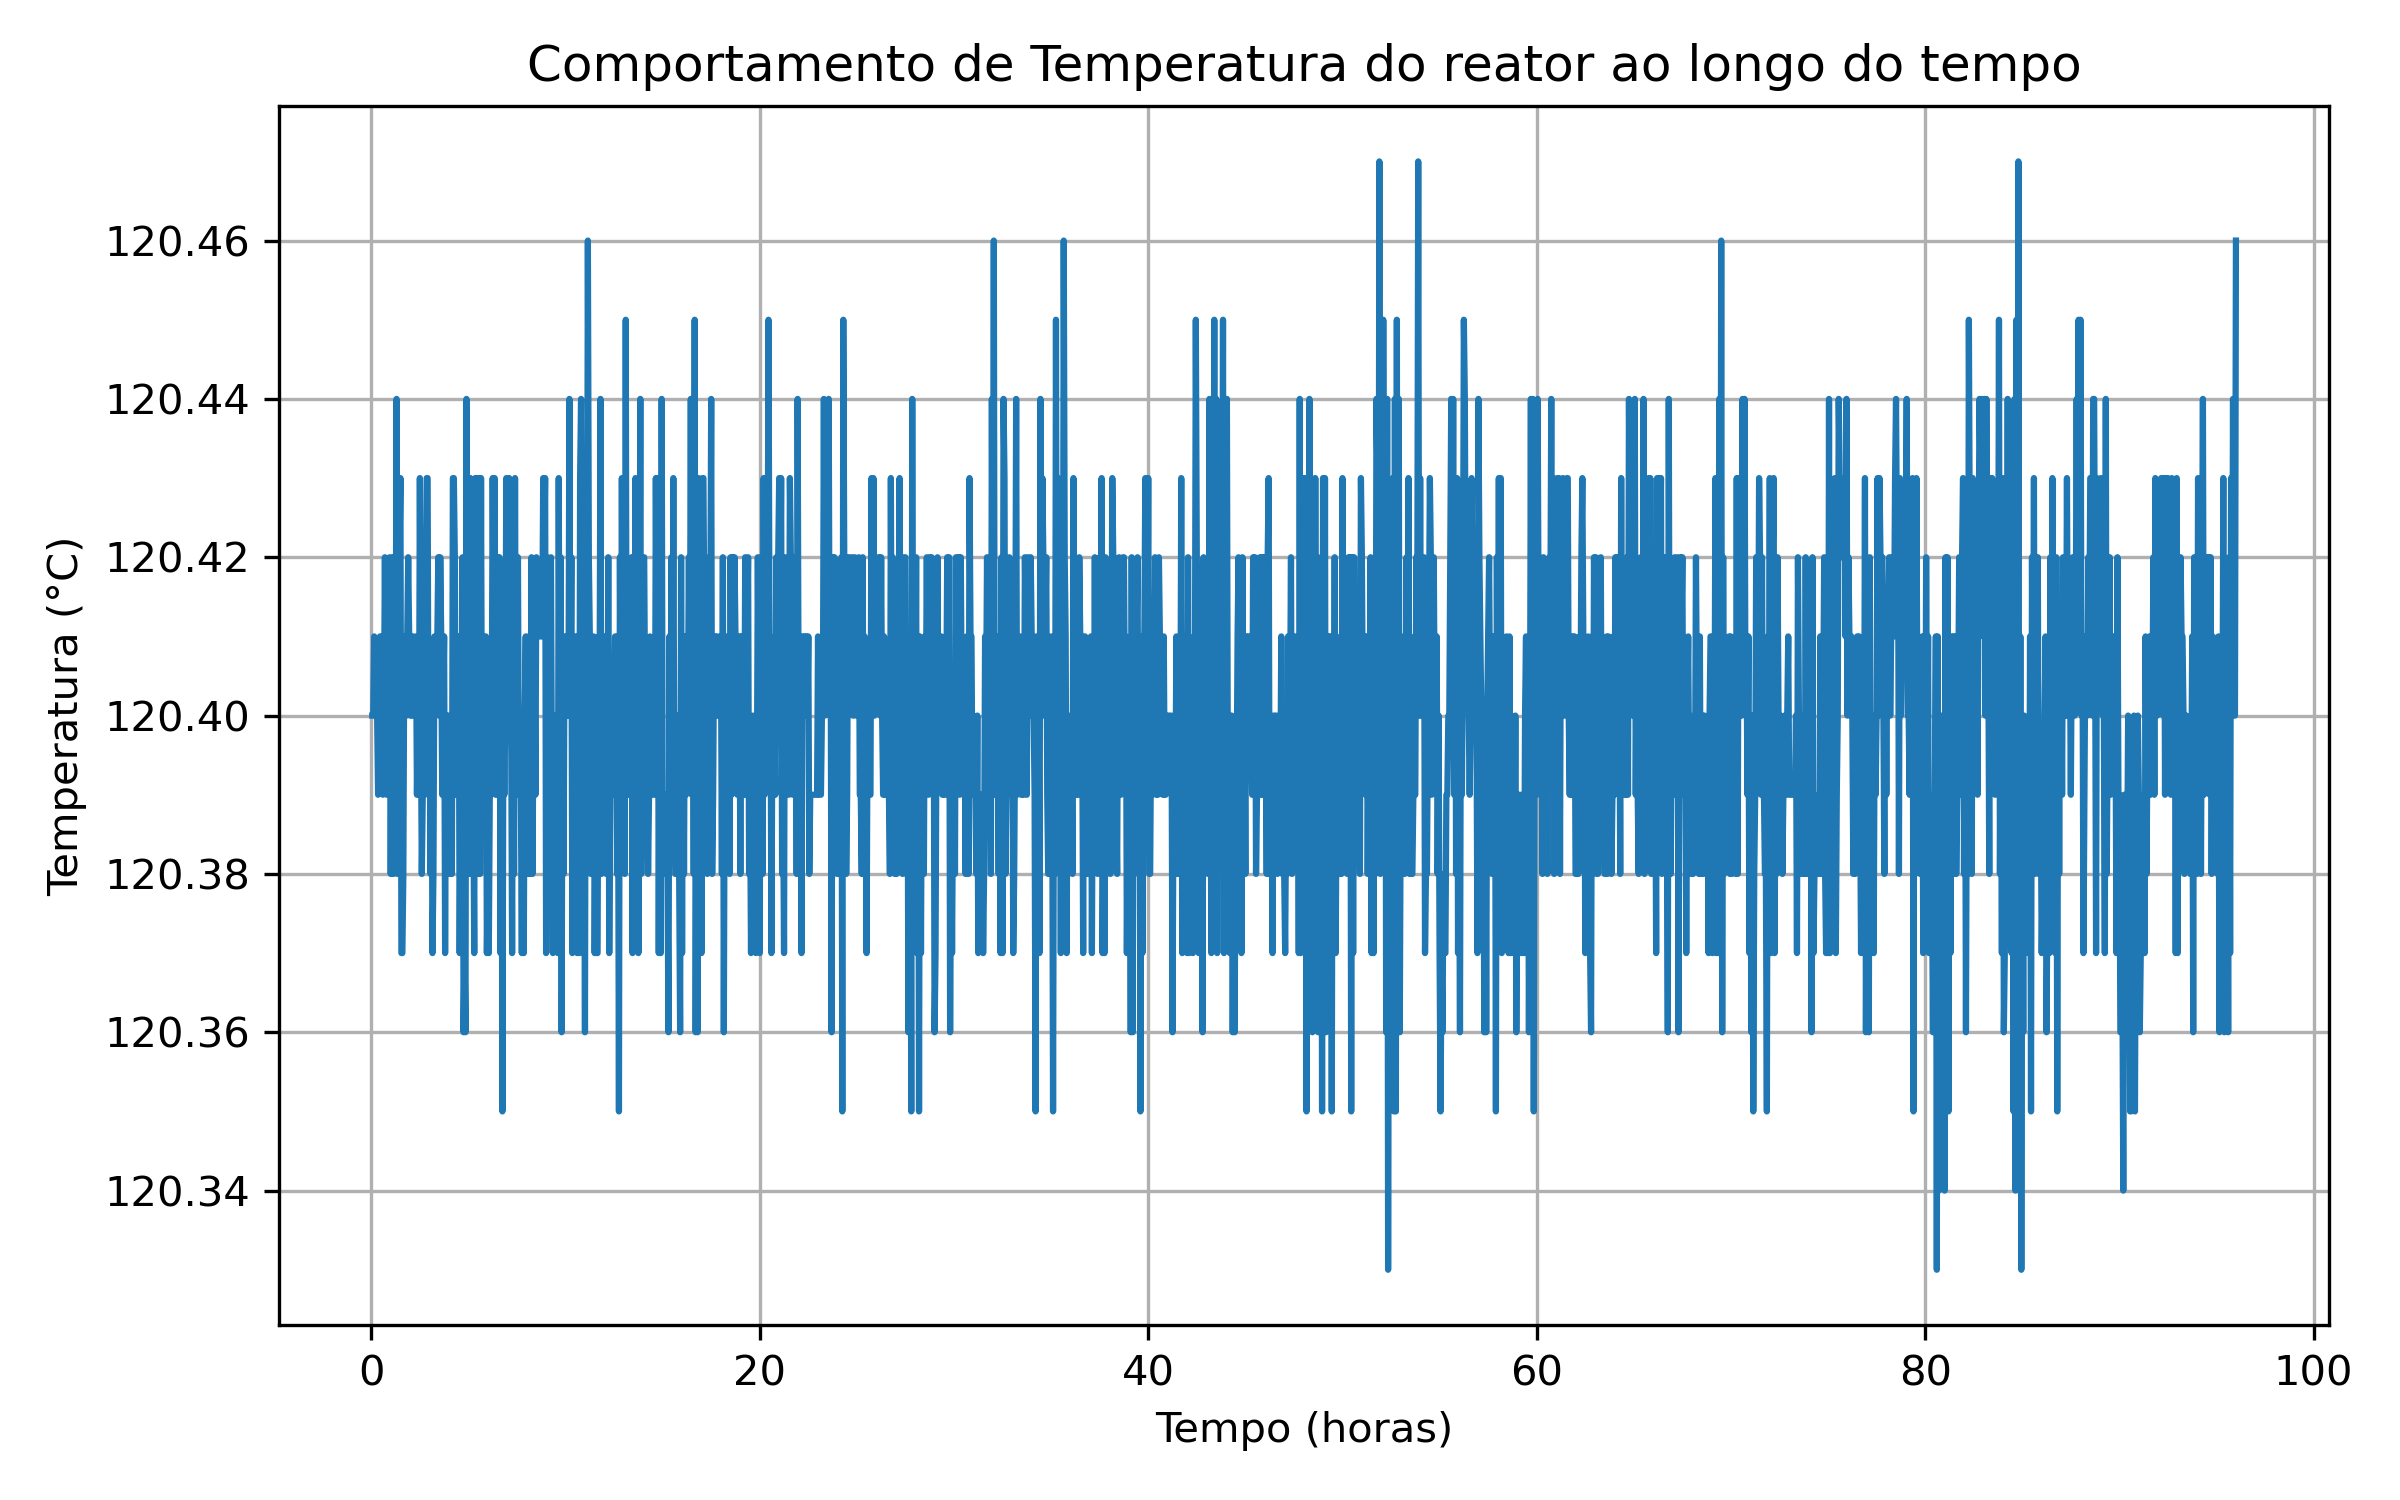 Comportamento de Temperatura do reator ao longo do tempo
120.46
120.44
120.42
120.40
120.38
120.36
120.34
Temperatura (°C)
0 20 40 60 80 100
Tempo (horas)